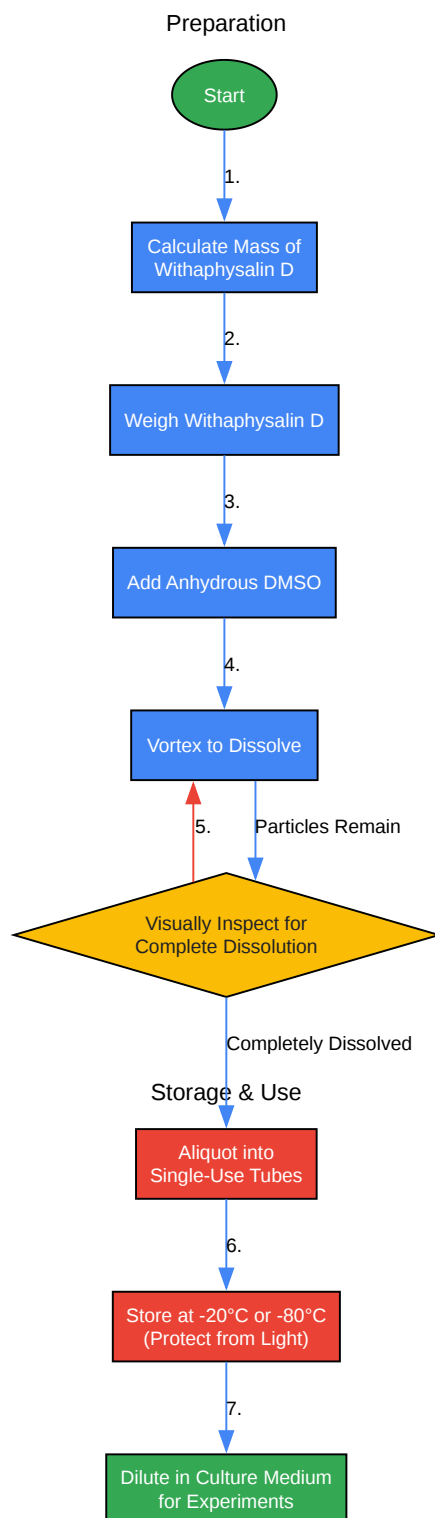 Preparation
Start
1.
Calculate Mass of
Withaphysalin D
2.
Weigh Withaphysalin D
3.
Add Anhydrous DMSO
4.
Vortex to Dissolve
5.
Particles Remain
Visually Inspect for
Complete Dissolution
Completely Dissolved
Storage & Use
Aliquot into
Single-Use Tubes
6.
Store at -20°C or -80°C
(Protect from Light)
7.
Dilute in Culture Medium
for Experiments